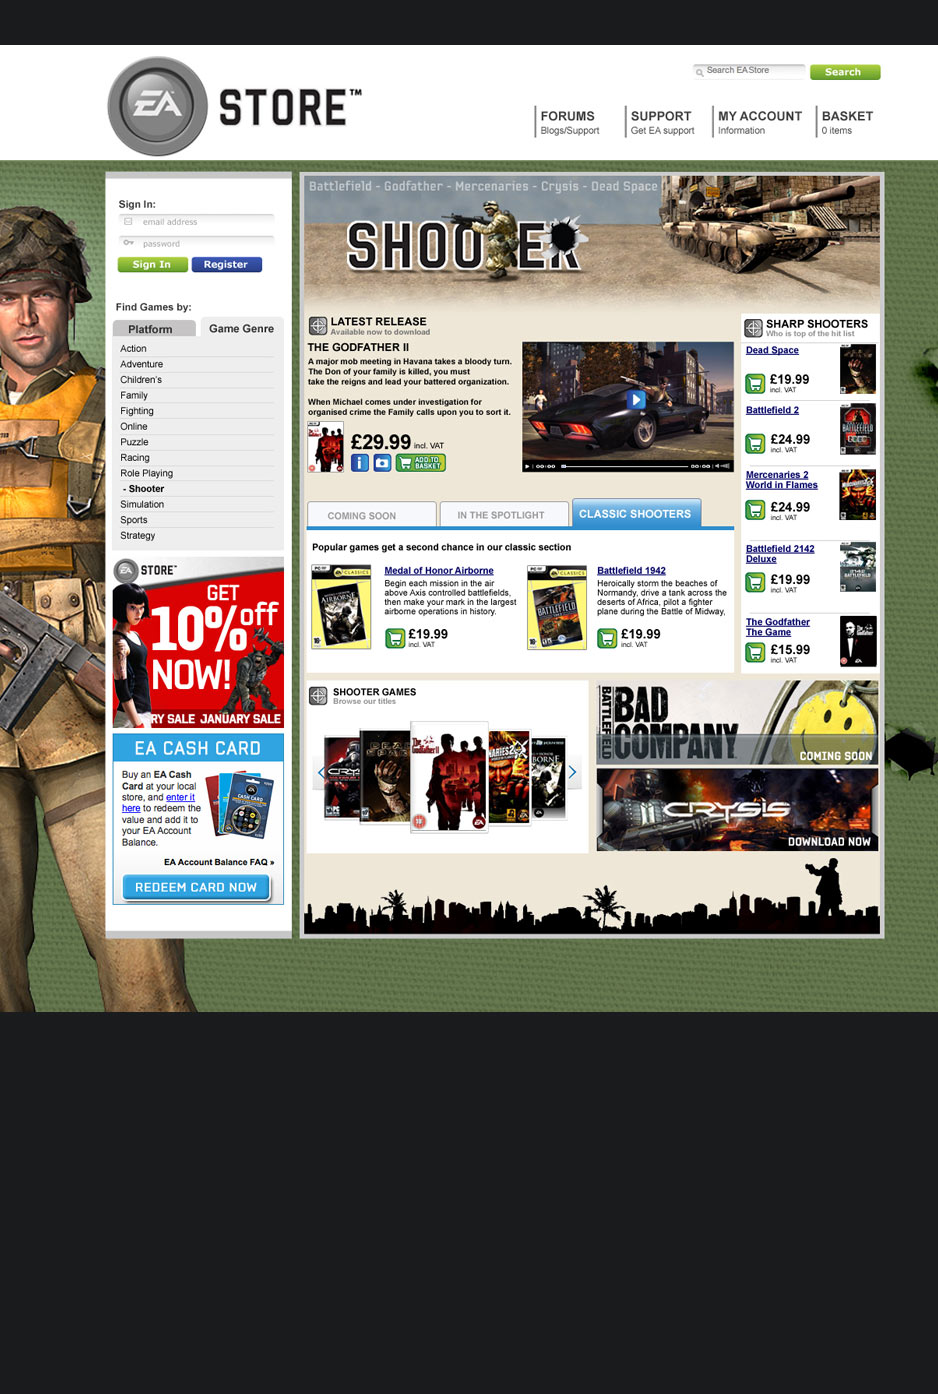 EA STORE™
Search EA Store
Search
FORUMS
Blogs/Support
SUPPORT
Get EA support
MY ACCOUNT
Information
BASKET
0 items
Sign In:
email address
password
Sign In
Register
Find Games by:
Platform
Game Genre
Action
Adventure
Children's
Family
Fighting
Online
Puzzle
Racing
Role Playing
- Shooter
Simulation
Sports
Strategy
EA STORE™
GET
10% off
NOW!
RY SALE JANUARY SALE
EA CASH CARD
Buy an EA Cash
Card at your local
store, and enter it
here to redeem the
value and add it to
your EA Account
Balance.
EA Account Balance FAQ »
REDEEM CARD NOW
Battlefield - Godfather - Mercenaries - Crysis - Dead Space
SHOOTER
LATEST RELEASE
Available now to download
THE GODFATHER II
A major mob meeting in Havana takes a bloody turn.
The Don of your family is killed, you must
take the reigns and lead your battered organization.
When Michael comes under investigation for
organised crime the Family calls upon you to sort it.
£29.99 incl. VAT
ADD TO
BASKET
00:00
00:00
SHARP SHOOTERS
Who is top of the hit list
Dead Space
£19.99
incl. VAT
Battlefield 2
£24.99
incl. VAT
Mercenaries 2
World in Flames
£24.99
incl. VAT
Battlefield 2142
Deluxe
£19.99
incl. VAT
The Godfather
The Game
£15.99
incl. VAT
COMING SOON
IN THE SPOTLIGHT
CLASSIC SHOOTERS
Popular games get a second chance in our classic section
CLASSICS
AIRBORNE
Medal of Honor Airborne
Begin each mission in the air
above Axis controlled battlefields,
then make your mark in the largest
airborne operations in history.
£19.99
incl. VAT
CLASSICS
BATTLEFIELD
Battlefield 1942
Heroically storm the beaches of
Normandy, drive a tank across the
deserts of Africa, pilot a fighter
plane during the Battle of Midway,
£19.99
incl. VAT
SHOOTER GAMES
Browse our titles
The Godfather II
BATTLEFIELD
BAD
COMPANY
COMING SOON
CRYSIS
DOWNLOAD NOW